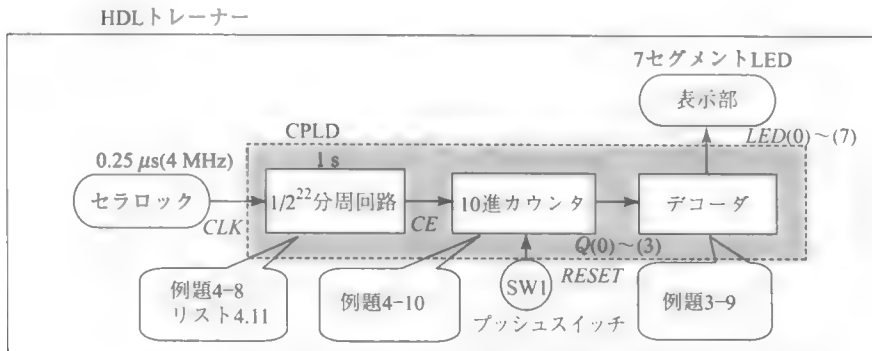 HDLトレーナー
7セグメントLED
表示部
CPLD
LED(0)～(7)
0.25 μs(4 MHz)
1 s
セラロック
1/2²²分周回路
10進カウンタ
デコーダ
CLK
CE
Q(0)～(3)
例題4-8
リスト4.11
例題4-10
SW1
RESET
例題3-9
プッシュスイッチ